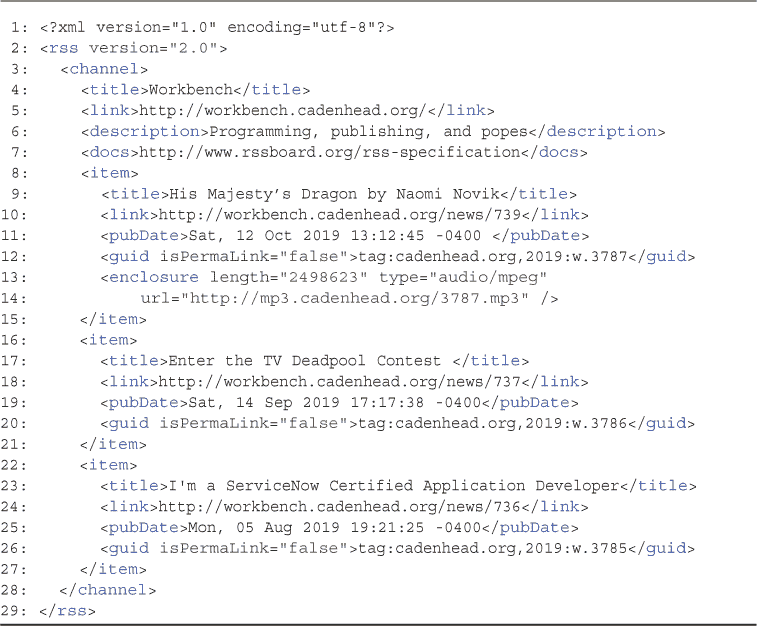 1: <?xml version="1.0" encoding="utf-8"?>
2: <rss version="2.0">
3:   <channel>
4:     <title>Workbench</title>
5:     <link>http://workbench.cadenhead.org/</link>
6:     <description>Programming, publishing, and popes</description>
7:     <docs>http://www.rssboard.org/rss-specification</docs>
8:     <item>
9:       <title>His Majesty’s Dragon by Naomi Novik</title>
10:       <link>http://workbench.cadenhead.org/news/739</link>
11:       <pubDate>Sat, 12 Oct 2019 13:12:45 -0400 </pubDate>
12:       <guid isPermaLink="false">tag:cadenhead.org,2019:w.3787</guid>
13:       <enclosure length="2498623" type="audio/mpeg"
14:           url="http://mp3.cadenhead.org/3787.mp3" />
15:     </item>
16:     <item>
17:       <title>Enter the TV Deadpool Contest </title>
18:       <link>http://workbench.cadenhead.org/news/737</link>
19:       <pubDate>Sat, 14 Sep 2019 17:17:38 -0400</pubDate>
20:       <guid isPermaLink="false">tag:cadenhead.org,2019:w.3786</guid>
21:     </item>
22:     <item>
23:       <title>I'm a ServiceNow Certified Application Developer</title>
24:       <link>http://workbench.cadenhead.org/news/736</link>
25:       <pubDate>Mon, 05 Aug 2019 19:21:25 -0400</pubDate>
26:       <guid isPermaLink="false">tag:cadenhead.org,2019:w.3785</guid>
27:     </item>
28:   </channel>
29: </rss>